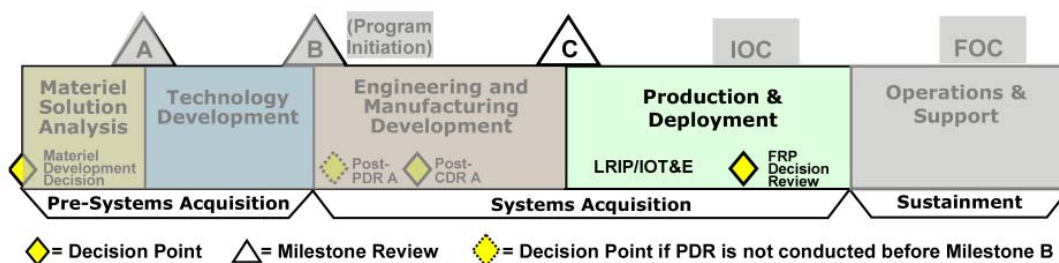 A
B
(Program
Initiation)
C
IOC
FOC
Materiel
Solution
Analysis
Materiel
Development
Decision
Technology
Development
Engineering and
Manufacturing
Development
Post-
PDR A
Post-
CDR A
Production &
Deployment
LRIP/IOT&E
FRP
Decision
Review
Operations &
Support
Pre-Systems Acquisition
Systems Acquisition
Sustainment
= Decision Point
= Milestone Review
= Decision Point if PDR is not conducted before Milestone B